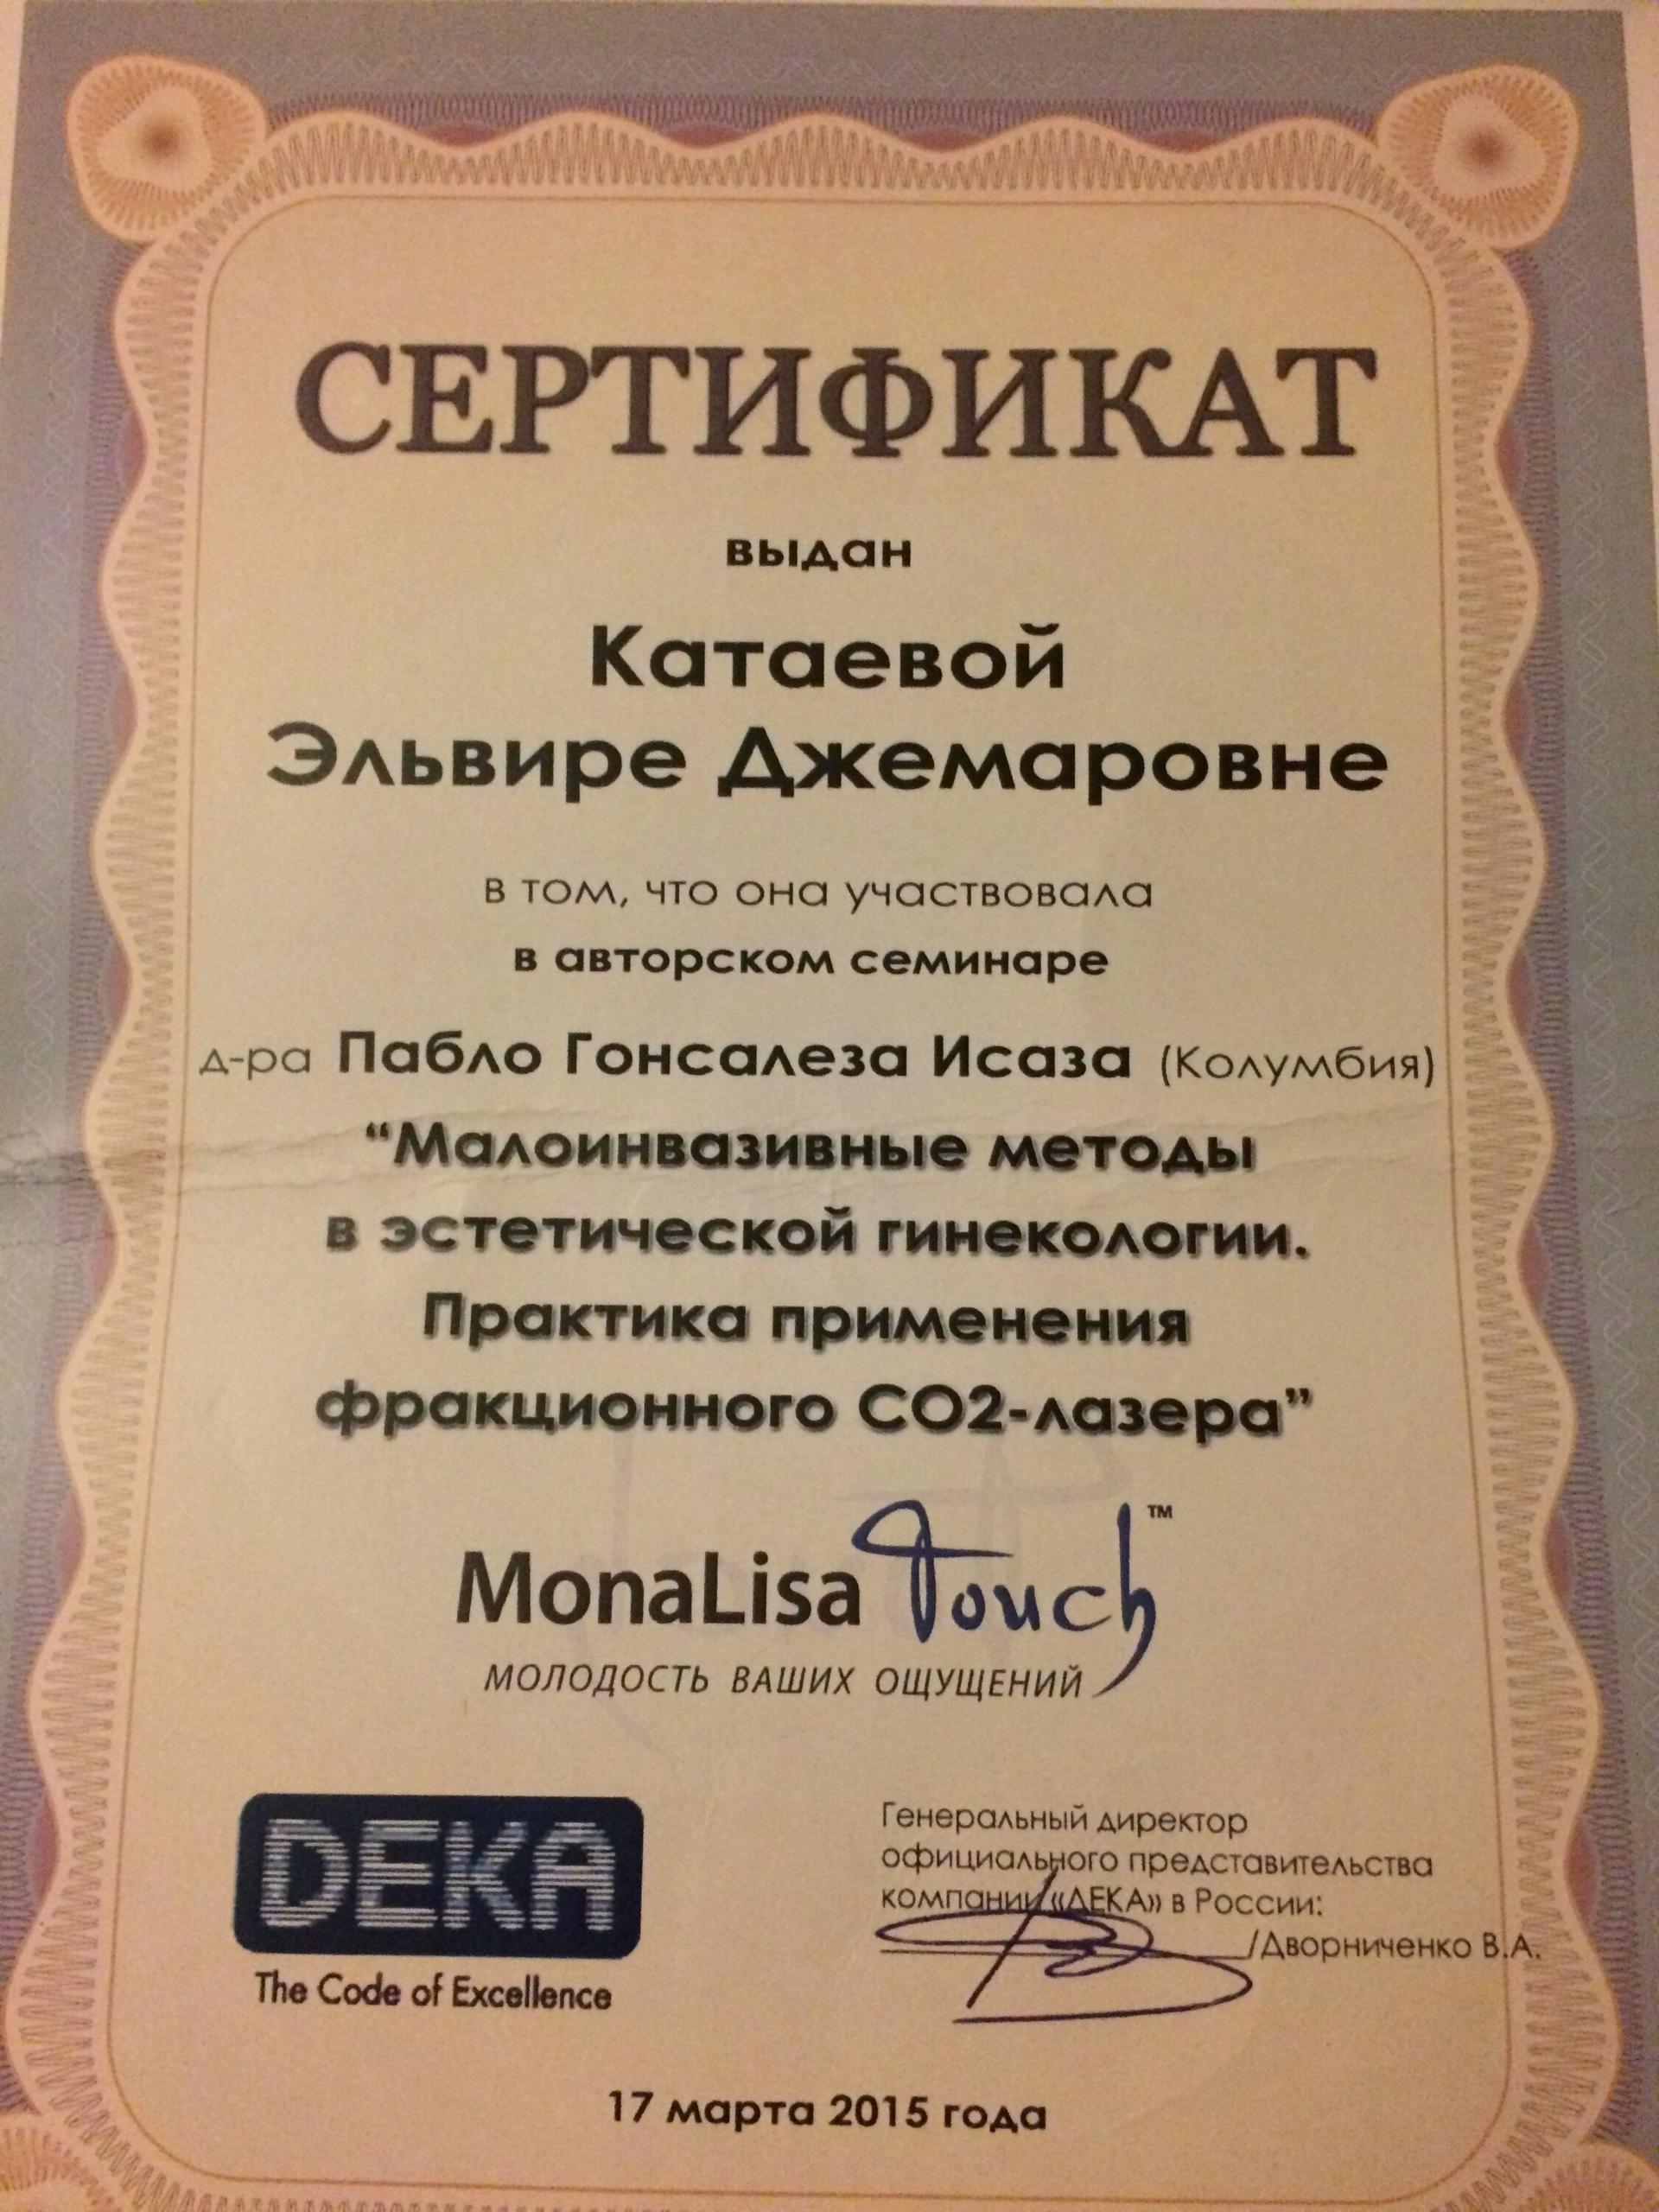 СЕРТИФИКАТ
выдан
Катаевой
Эльвире Джемаровне
в том, что она участвовала
в авторском семинаре
д-ра Пабло Гонсалеза Исаза (Колумбия)
“Малоинвазивные методы
в эстетической гинекологии.
Практика применения
фракционного СО2-лазера”
MonaLisa Touch™
МОЛОДОСТЬ ВАШИХ ОЩУЩЕНИЙ
DEKA
The Code of Excellence
Генеральный директор
официального представительства
компании «ДЕКА» в России:
/Дворниченко В.А.
17 марта 2015 года